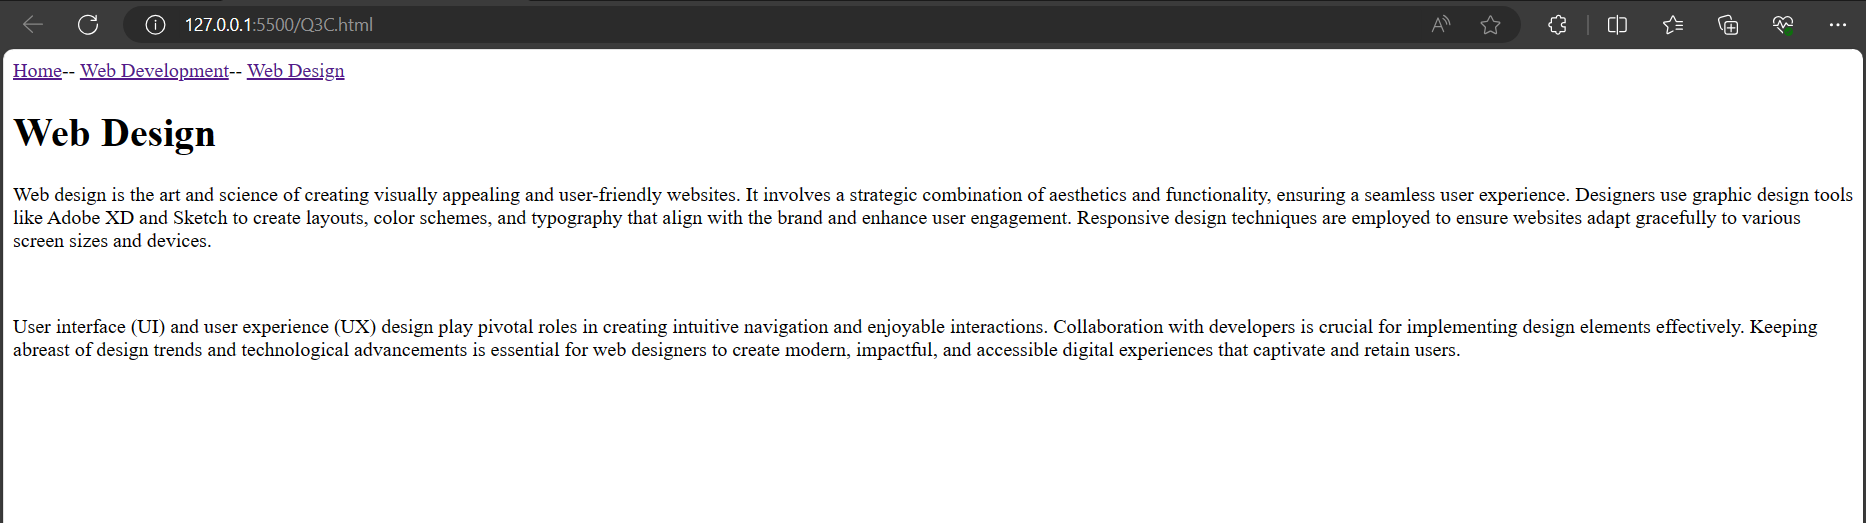 127.0.0.1:5500/Q3C.html
Home-- Web Development-- Web Design
Web Design
Web design is the art and science of creating visually appealing and user-friendly websites. It involves a strategic combination of aesthetics and functionality, ensuring a seamless user experience. Designers use graphic design tools
like Adobe XD and Sketch to create layouts, color schemes, and typography that align with the brand and enhance user engagement. Responsive design techniques are employed to ensure websites adapt gracefully to various
screen sizes and devices.
User interface (UI) and user experience (UX) design play pivotal roles in creating intuitive navigation and enjoyable interactions. Collaboration with developers is crucial for implementing design elements effectively. Keeping
abreast of design trends and technological advancements is essential for web designers to create modern, impactful, and accessible digital experiences that captivate and retain users.